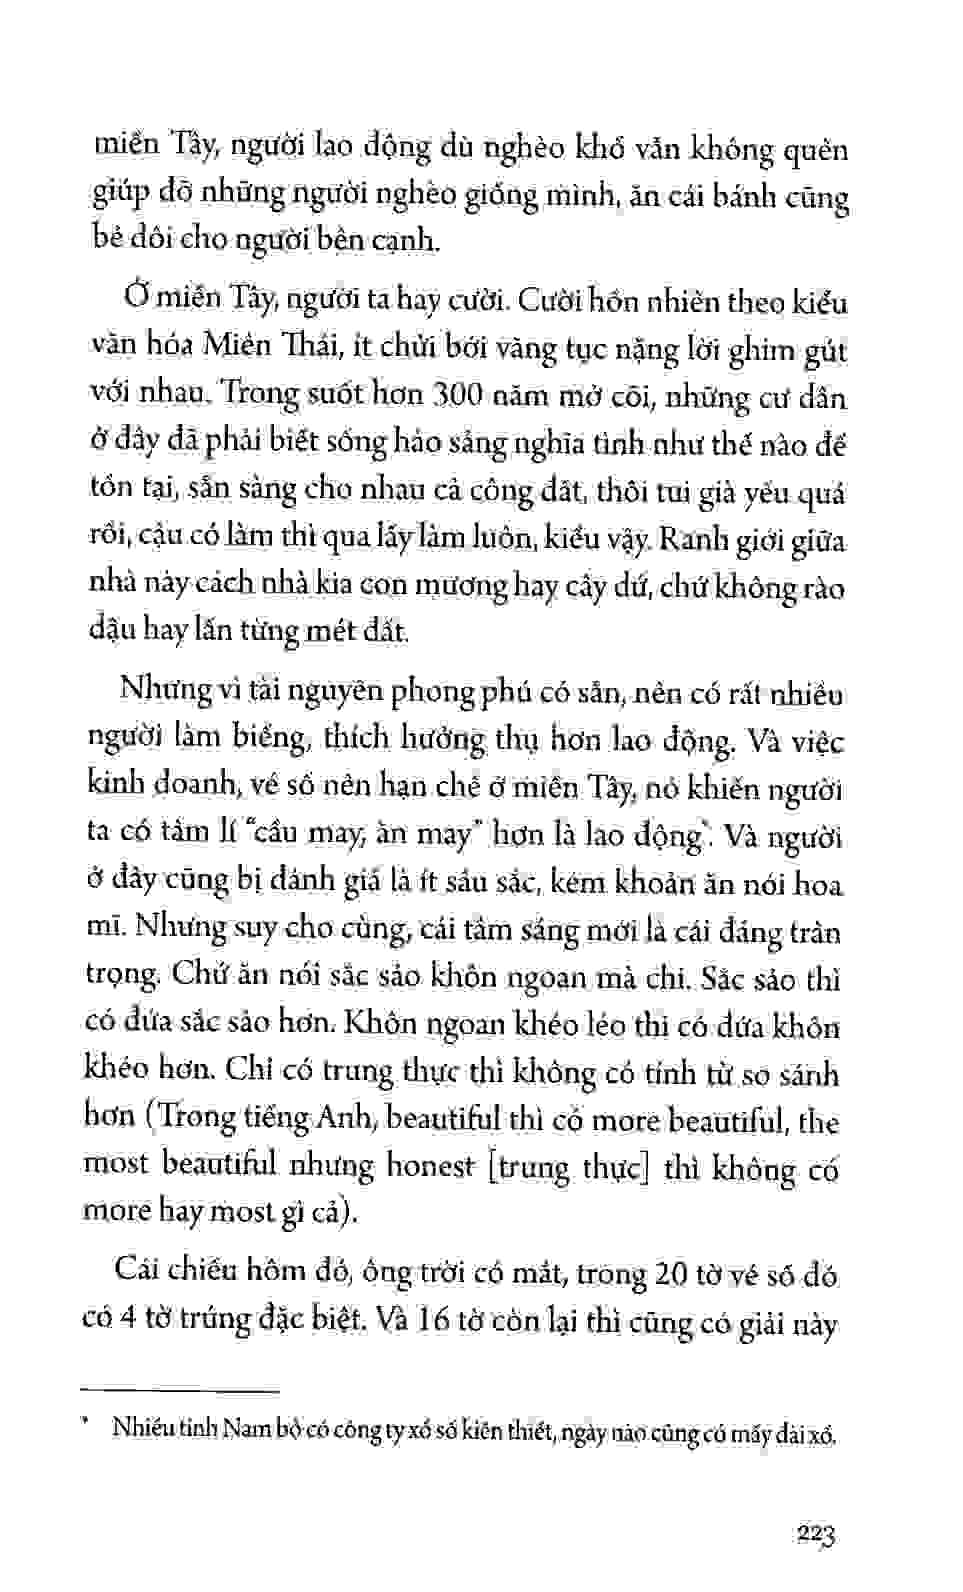 miền Tây, người lao động dù nghèo khổ vẫn không quên
giúp đỡ những người nghèo giống mình, ăn cái bánh cũng
bẻ đôi cho người bên cạnh.
Ở miền Tây, người ta hay cười. Cười hồn nhiên theo kiểu
văn hóa Miên Thái, ít chửi bới văng tục nặng lời ghim gút
với nhau. Trong suốt hơn 300 năm mở cõi, những cư dân
ở đây đã phải biết sống hào sảng nghĩa tình như thế nào để
tồn tại, sẵn sàng cho nhau cả công đất, thôi tui già yếu quá
rồi, cậu có làm thì qua lấy làm luôn, kiểu vậy. Ranh giới giữa
nhà này cách nhà kia con mương hay cây dứ, chứ không rào
dậu hay lấn từng mét đất.
Nhưng vì tài nguyên phong phú có sẵn, nên có rất nhiều
người làm biếng, thích hưởng thụ hơn lao động. Và việc
kinh doanh, vé số nên hạn chế ở miền Tây, nó khiến người
ta có tâm lí “cầu may, ăn may” hơn là lao động*. Và người
ở đây cũng bị đánh giá là ít sâu sắc, kém khoản ăn nói hoa
mĩ. Nhưng suy cho cùng, cái tâm sáng mới là cái đáng trân
trọng. Chứ ăn nói sắc sảo khôn ngoan mà chi. Sắc sảo thì
có đứa sắc sảo hơn. Khôn ngoan khéo léo thì có đứa khôn
khéo hơn. Chỉ có trung thực thì không có tính từ so sánh
hơn (Trong tiếng Anh, beautiful thì có more beautiful, the
most beautiful nhưng honest [trung thực] thì không có
more hay most gì cả).
Cái chiều hôm đó, ông trời có mắt, trong 20 tờ vé số đó
có 4 tờ trúng đặc biệt. Và 16 tờ còn lại thì cũng có giải này
* Nhiều tỉnh Nam bộ có công ty xổ số kiến thiết, ngày nào cũng có mấy đài xổ.
223